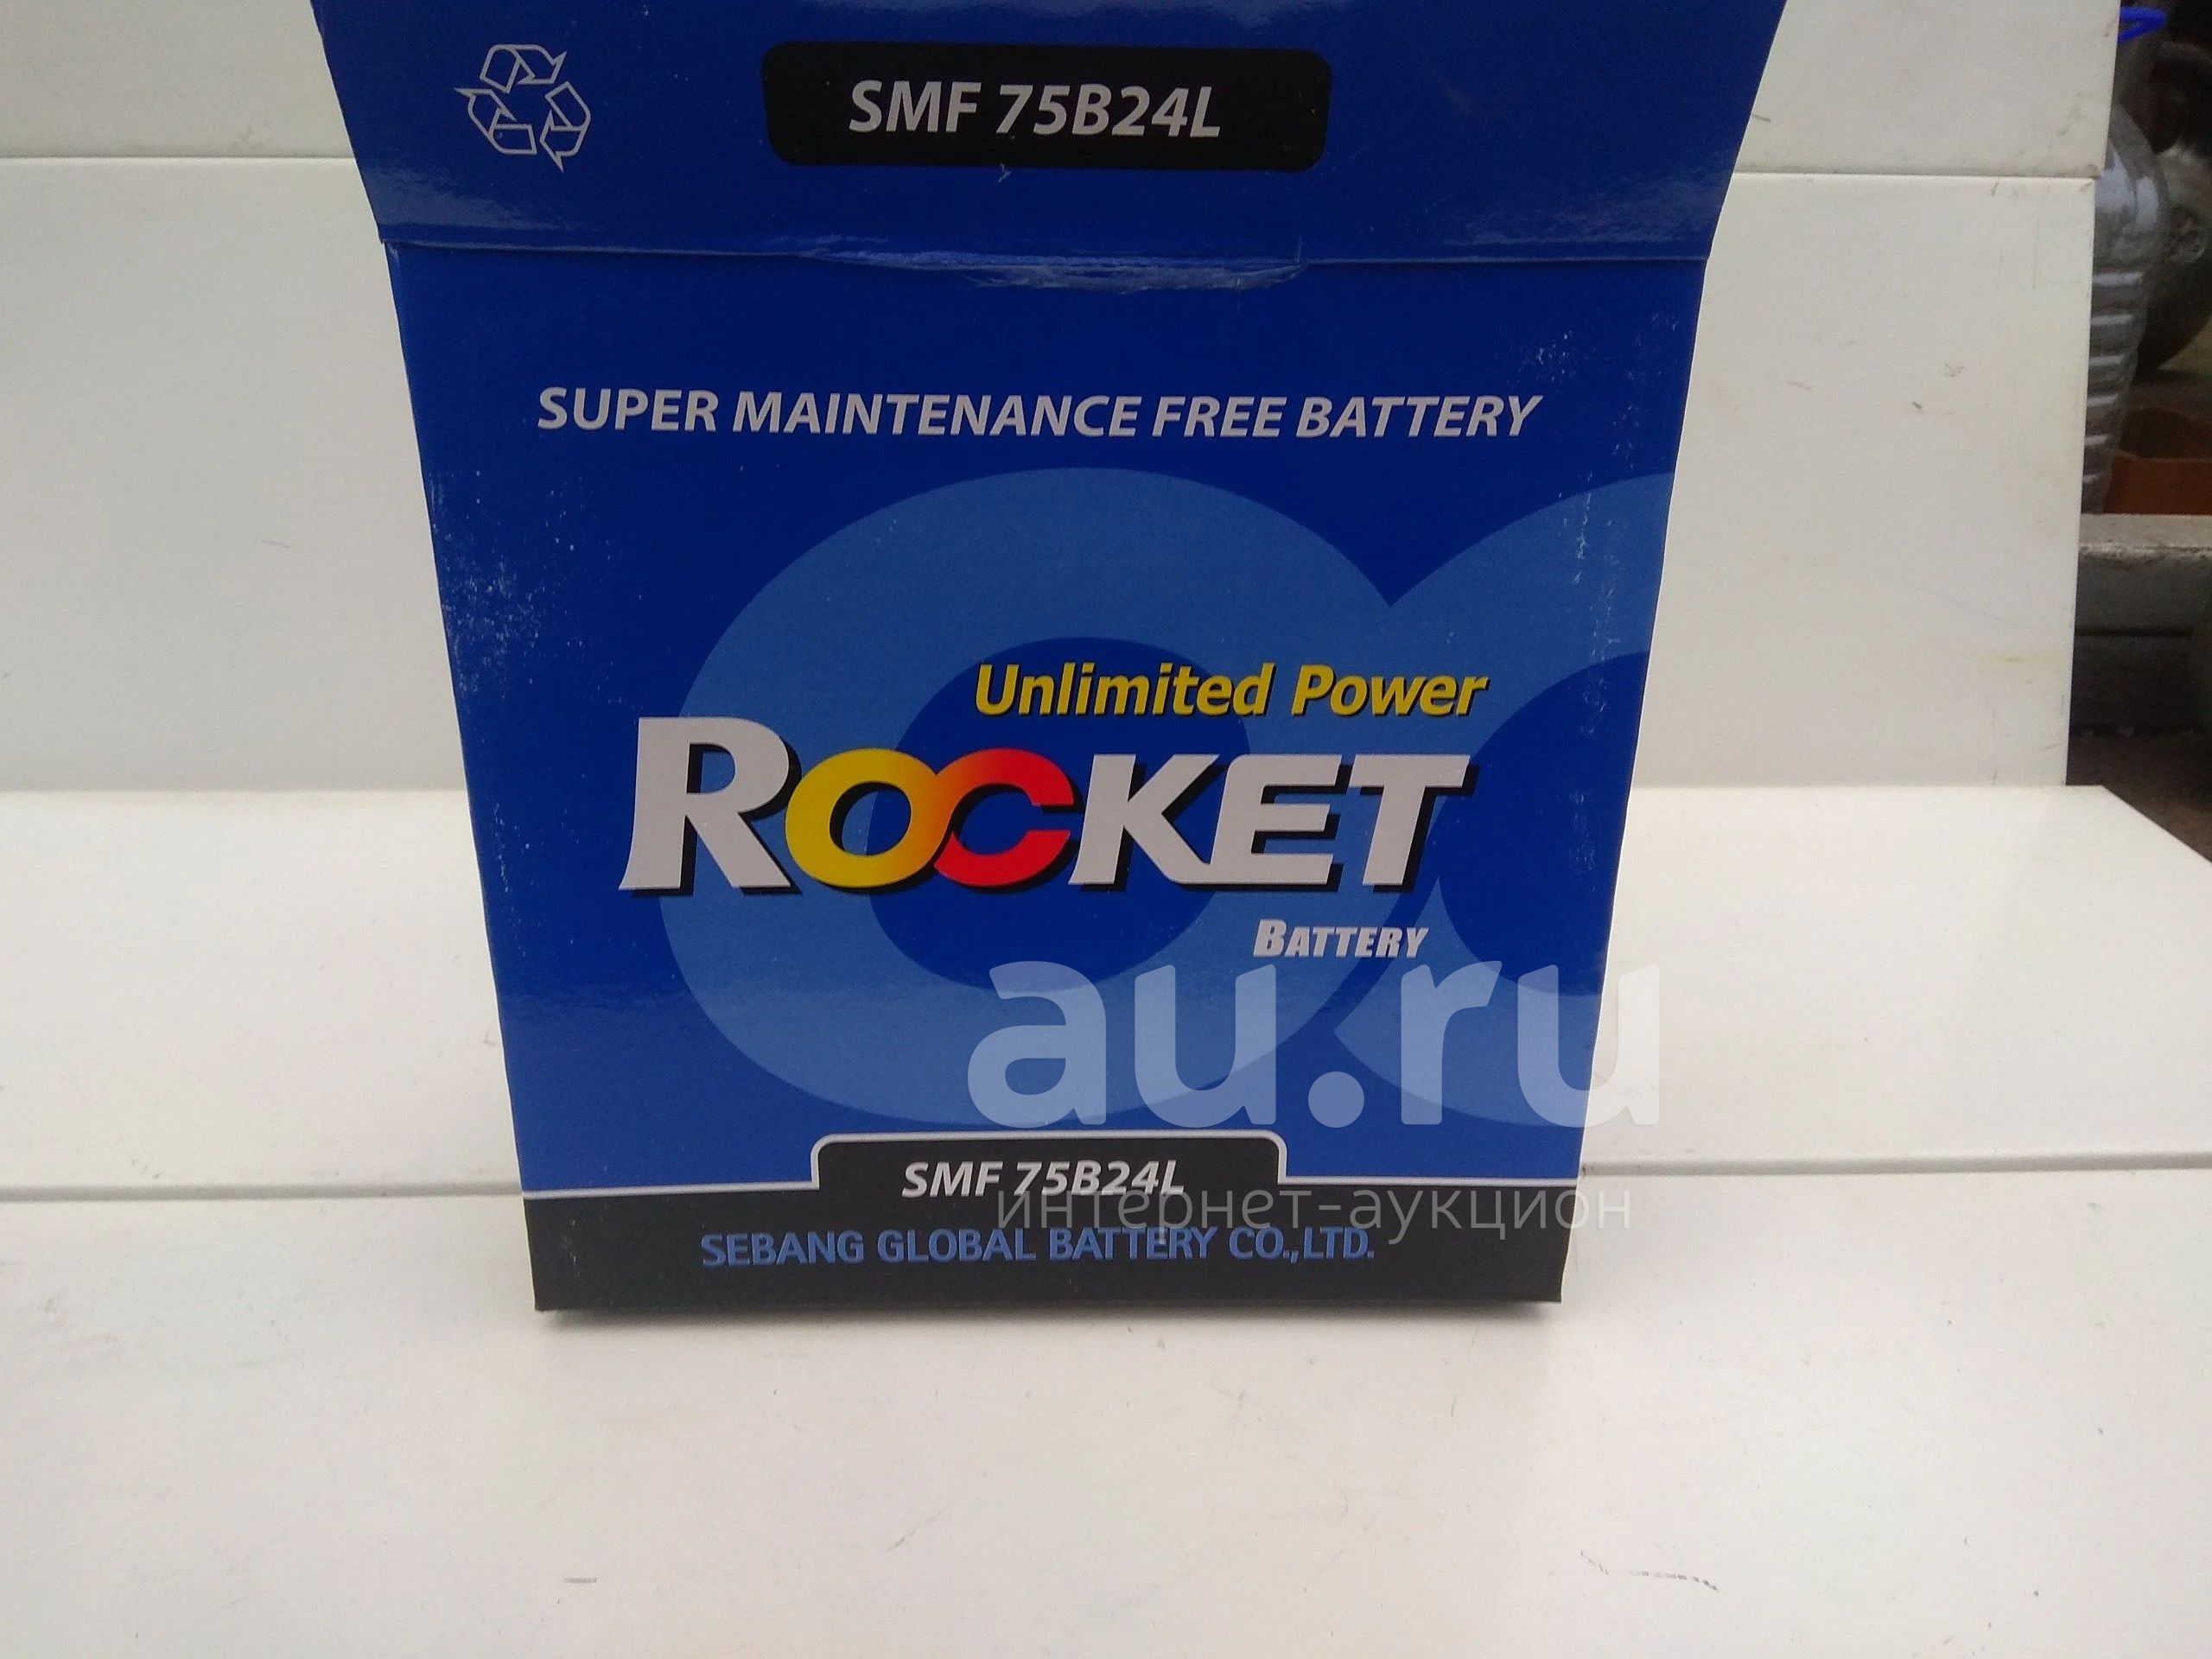 SMF 75B24L
SUPER MAINTENANCE FREE BATTERY
Unlimited Power
ROCKET
BATTERY
au.ru
SMF 75B24L
интернет-аукцион
SEBANG GLOBAL BATTERY CO.,LTD.